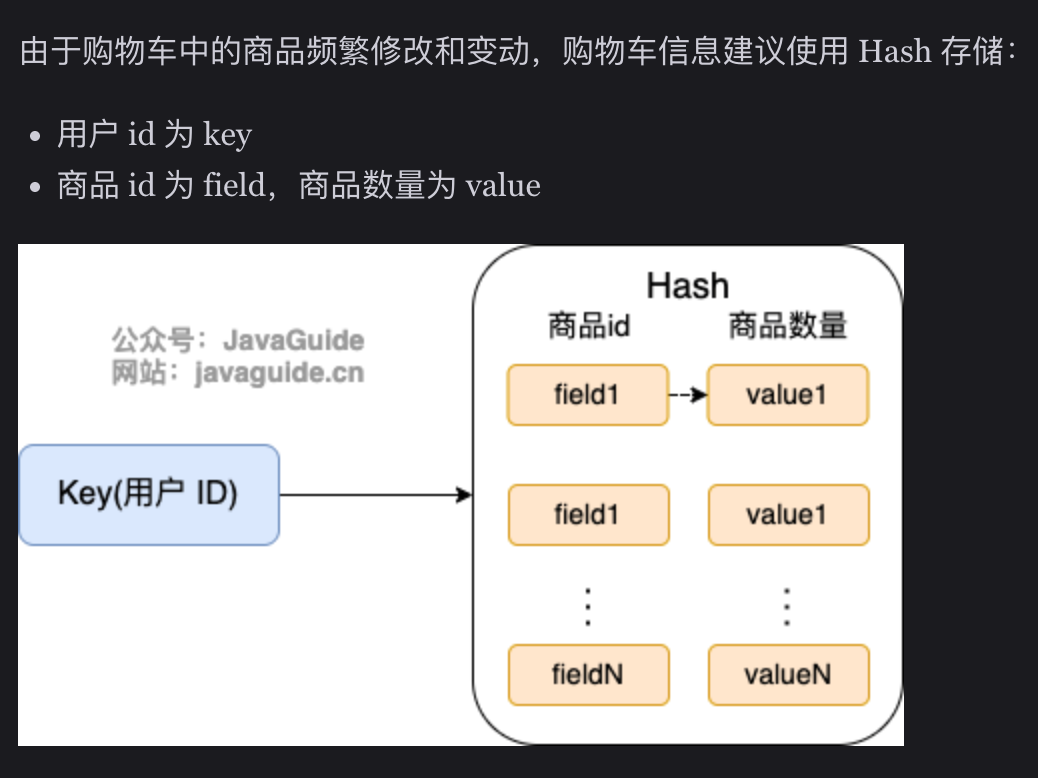 由于购物车中的商品频繁修改和变动，购物车信息建议使用 Hash 存储：
用户 id 为 key
商品 id 为 field，商品数量为 value
Hash
商品id 商品数量
公众号：JavaGuide
网站：javaguide.cn
field1 value1
Key(用户 ID)
field1 value1
fieldN valueN